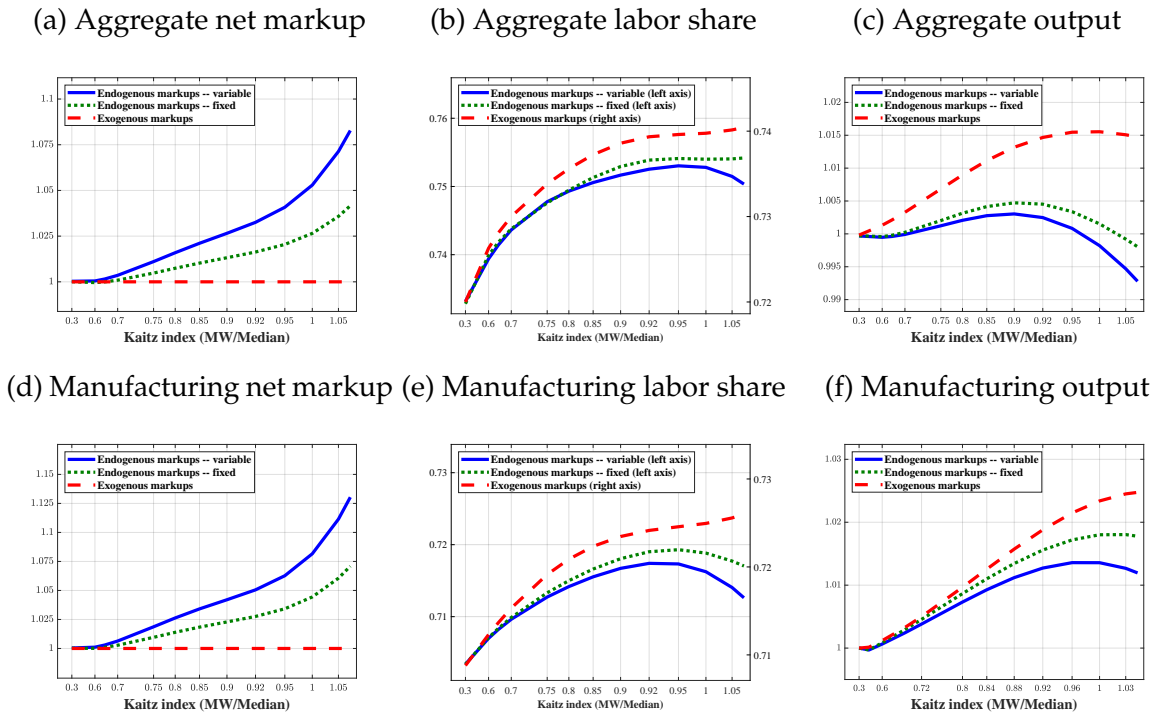 (a) Aggregate net markup
(b) Aggregate labor share
(c) Aggregate output
Endogenous markups -- variable
Endogenous markups -- fixed
Exogenous markups
1.1
1.075
1.05
1.025
1
0.3 0.6 0.7 0.75 0.8 0.85 0.9 0.92 0.95 1 1.05
Kaitz index (MW/Median)
Endogenous markups -- variable (left axis)
Endogenous markups -- fixed (left axis)
Exogenous markups (right axis)
0.76
0.75
0.74
0.74
0.73
0.72
0.3 0.6 0.7 0.75 0.8 0.85 0.9 0.92 0.95 1 1.05
Kaitz index (MW/Median)
Endogenous markups -- variable
Endogenous markups -- fixed
Exogenous markups
1.02
1.015
1.01
1.005
1
0.995
0.99
0.3 0.6 0.7 0.75 0.8 0.85 0.9 0.92 0.95 1 1.05
Kaitz index (MW/Median)
(d) Manufacturing net markup
(e) Manufacturing labor share
(f) Manufacturing output
Endogenous markups -- variable
Endogenous markups -- fixed
Exogenous markups
1.15
1.125
1.1
1.075
1.05
1.025
1
0.3 0.6 0.7 0.75 0.8 0.85 0.9 0.92 0.95 1 1.05
Kaitz index (MW/Median)
Endogenous markups -- variable (left axis)
Endogenous markups -- fixed (left axis)
Exogenous markups (right axis)
0.73
0.72
0.71
0.73
0.72
0.71
0.3 0.6 0.7 0.75 0.8 0.85 0.9 0.92 0.95 1 1.05
Kaitz index (MW/Median)
Endogenous markups -- variable
Endogenous markups -- fixed
Exogenous markups
1.03
1.02
1.01
1
0.3 0.6 0.72 0.8 0.84 0.88 0.92 0.96 1 1.03
Kaitz index (MW/Median)